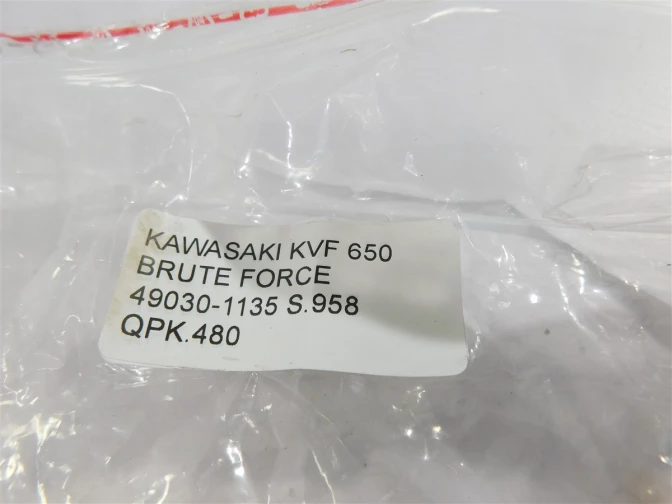 KAWASAKI KVF 650
BRUTE FORCE
49030-1135 S.958
QPK.480